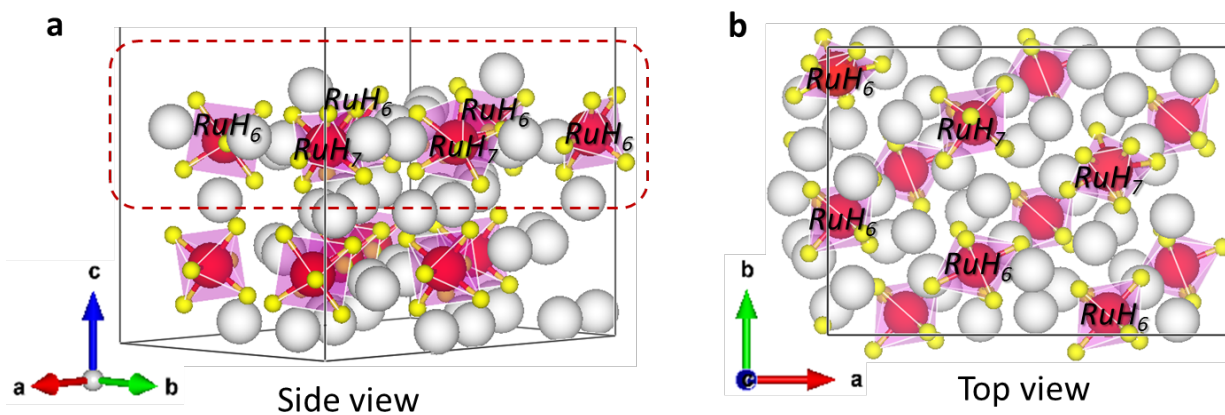 a
RuH₆
RuH₆
RuH₇
RuH₆
RuH₇
RuH₆
c
a
b
Side view
b
RuH₆
RuH₇
RuH₇
RuH₆
RuH₆
RuH₆
b
c
a
Top view